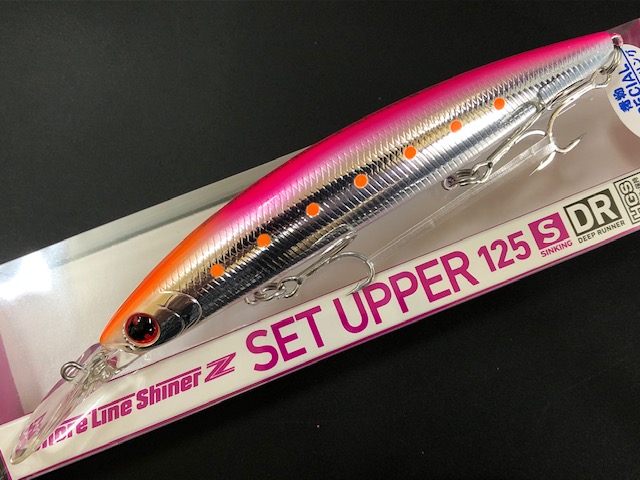 Shore Line Shiner Z SET UPPER 125 S DR
SINKING
DEEP RUNNER